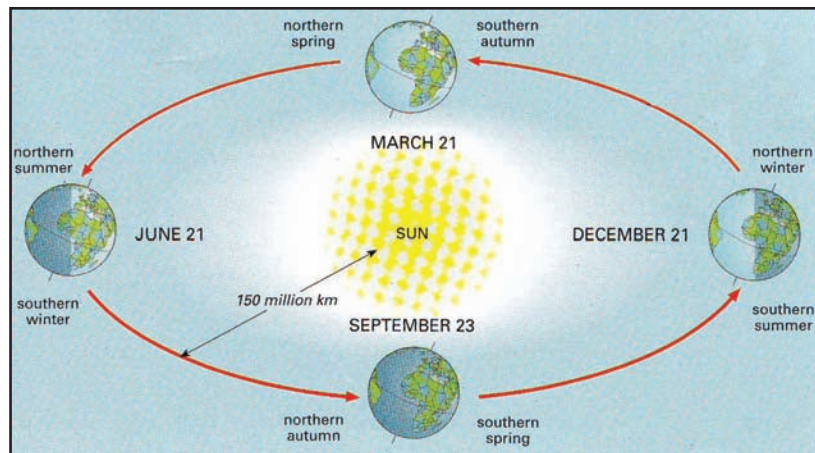 northern
spring
southern
autumn
MARCH 21
northern
summer
JUNE 21
SUN
DECEMBER 21
northern
winter
150 million km
southern
winter
SEPTEMBER 23
southern
summer
northern
autumn
southern
spring